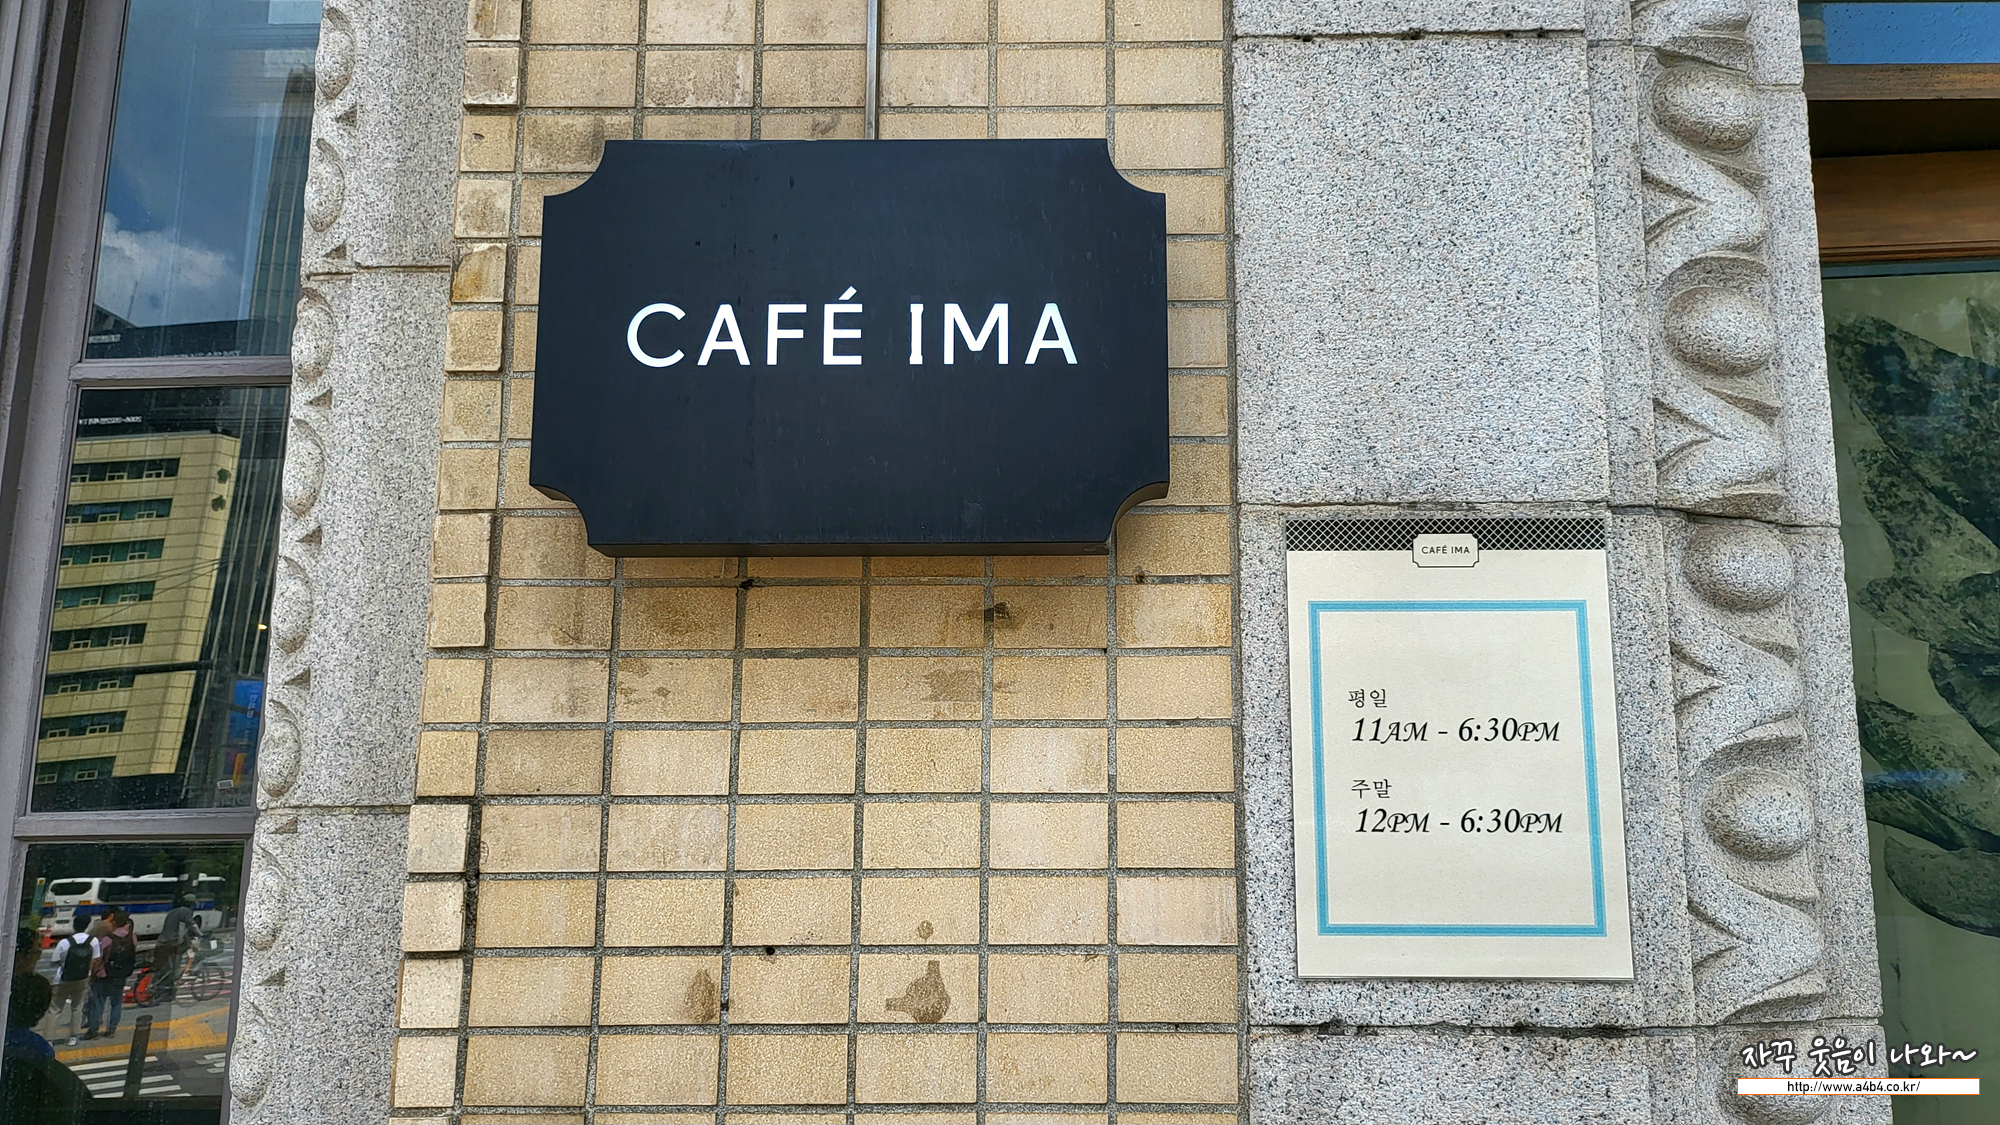 CAFÉ IMA
CAFÉ IMA
평일
11AM - 6:30PM
주말
12PM - 6:30PM
자꾸 웃음이 나와~
http://www.a4b4.co.kr/